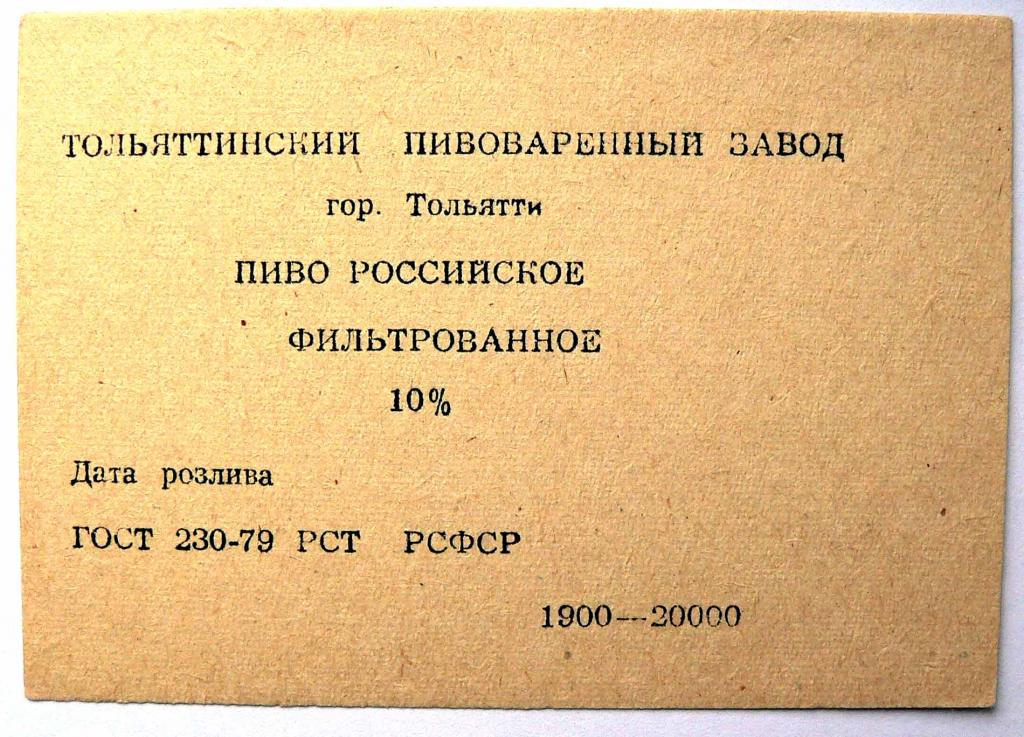 ТОЛЬЯТТИНСКИЙ ПИВОВАРЕННЫЙ ЗАВОД
гор. Тольятти
ПИВО РОССИЙСКОЕ
ФИЛЬТРОВАННОЕ
10%
Дата розлива
ГОСТ 230-79 РСТ РСФСР
1900—20000